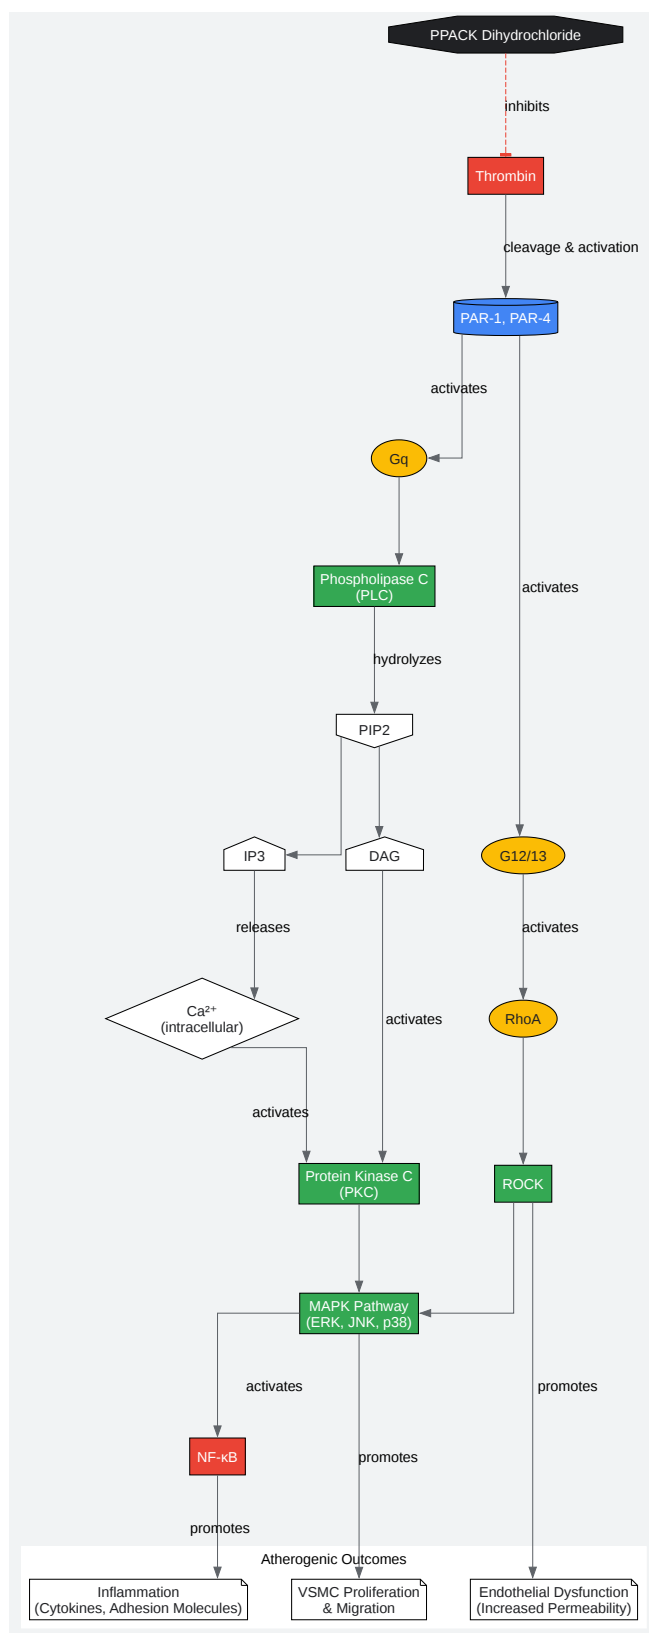 PPACK Dihydrochloride
inhibits
Thrombin
cleavage & activation
PAR-1, PAR-4
activates
Gq
Phospholipase C
(PLC)
activates
hydrolyzes
PIP2
IP3
DAG
G12/13
releases
activates
Ca²⁺
(intracellular)
activates
RhoA
activates
Protein Kinase C
(PKC)
ROCK
MAPK Pathway
(ERK, JNK, p38)
activates
promotes
NF-κB
promotes
promotes
Atherogenic Outcomes
Inflammation
(Cytokines, Adhesion Molecules)
VSMC Proliferation
& Migration
Endothelial Dysfunction
(Increased Permeability)